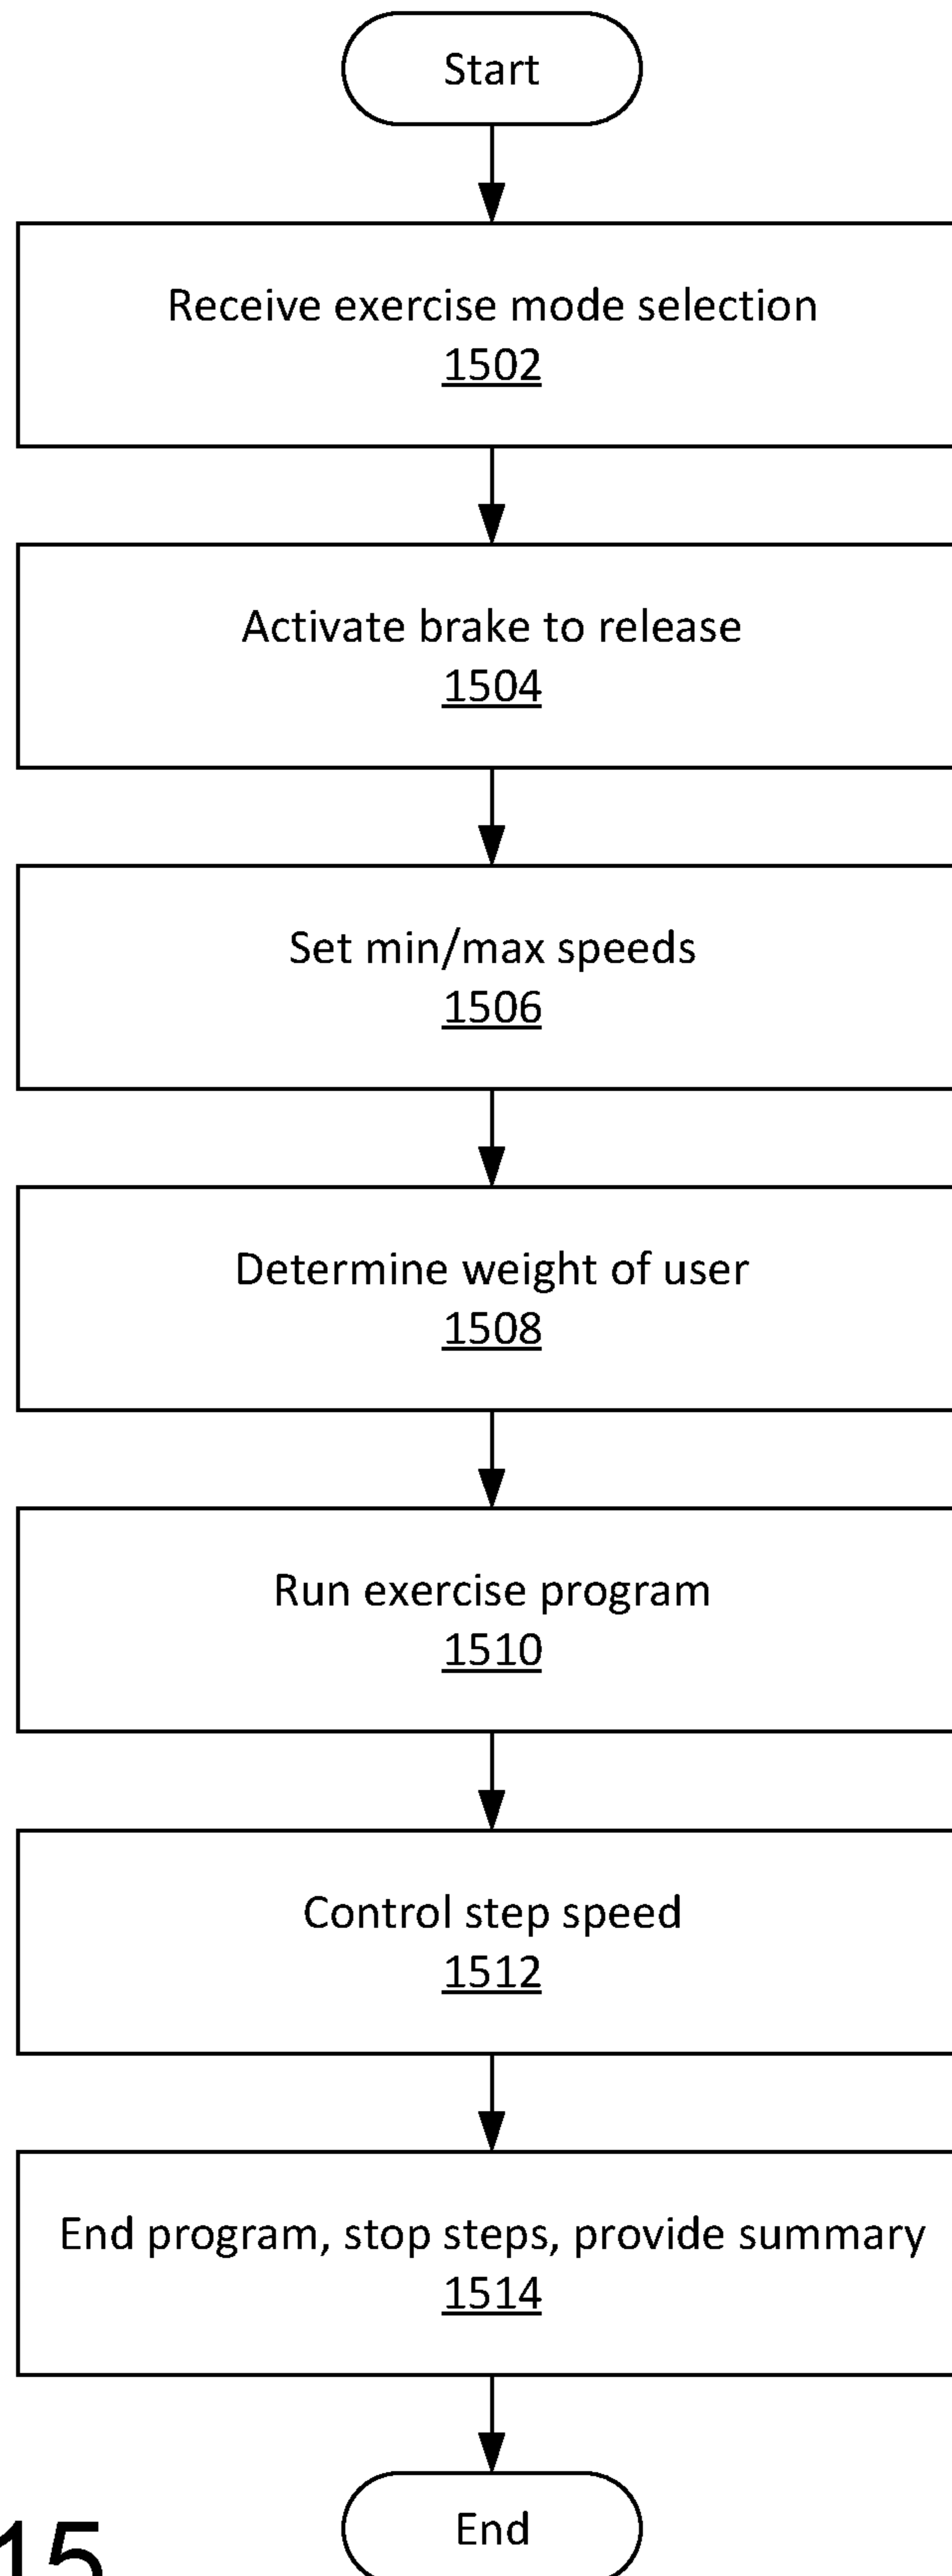 Start
Receive exercise mode selection
1502
Activate brake to release
1504
Set min/max speeds
1506
Determine weight of user
1508
Run exercise program
1510
Control step speed
1512
End program, stop steps, provide summary
1514
End
15